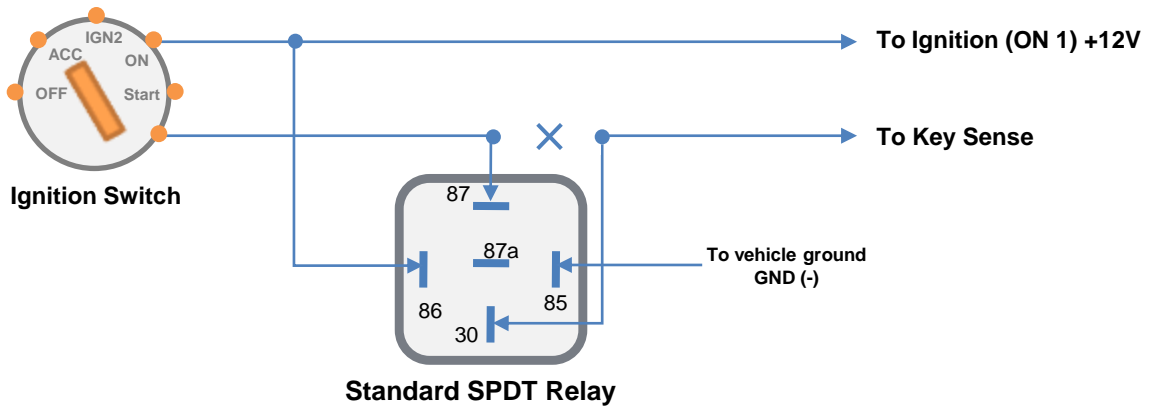 IGN2
ACC
ON
OFF
Start
Ignition Switch
To Ignition (ON 1) +12V
To Key Sense
87
87a
86
85
30
To vehicle ground
GND (-)
Standard SPDT Relay